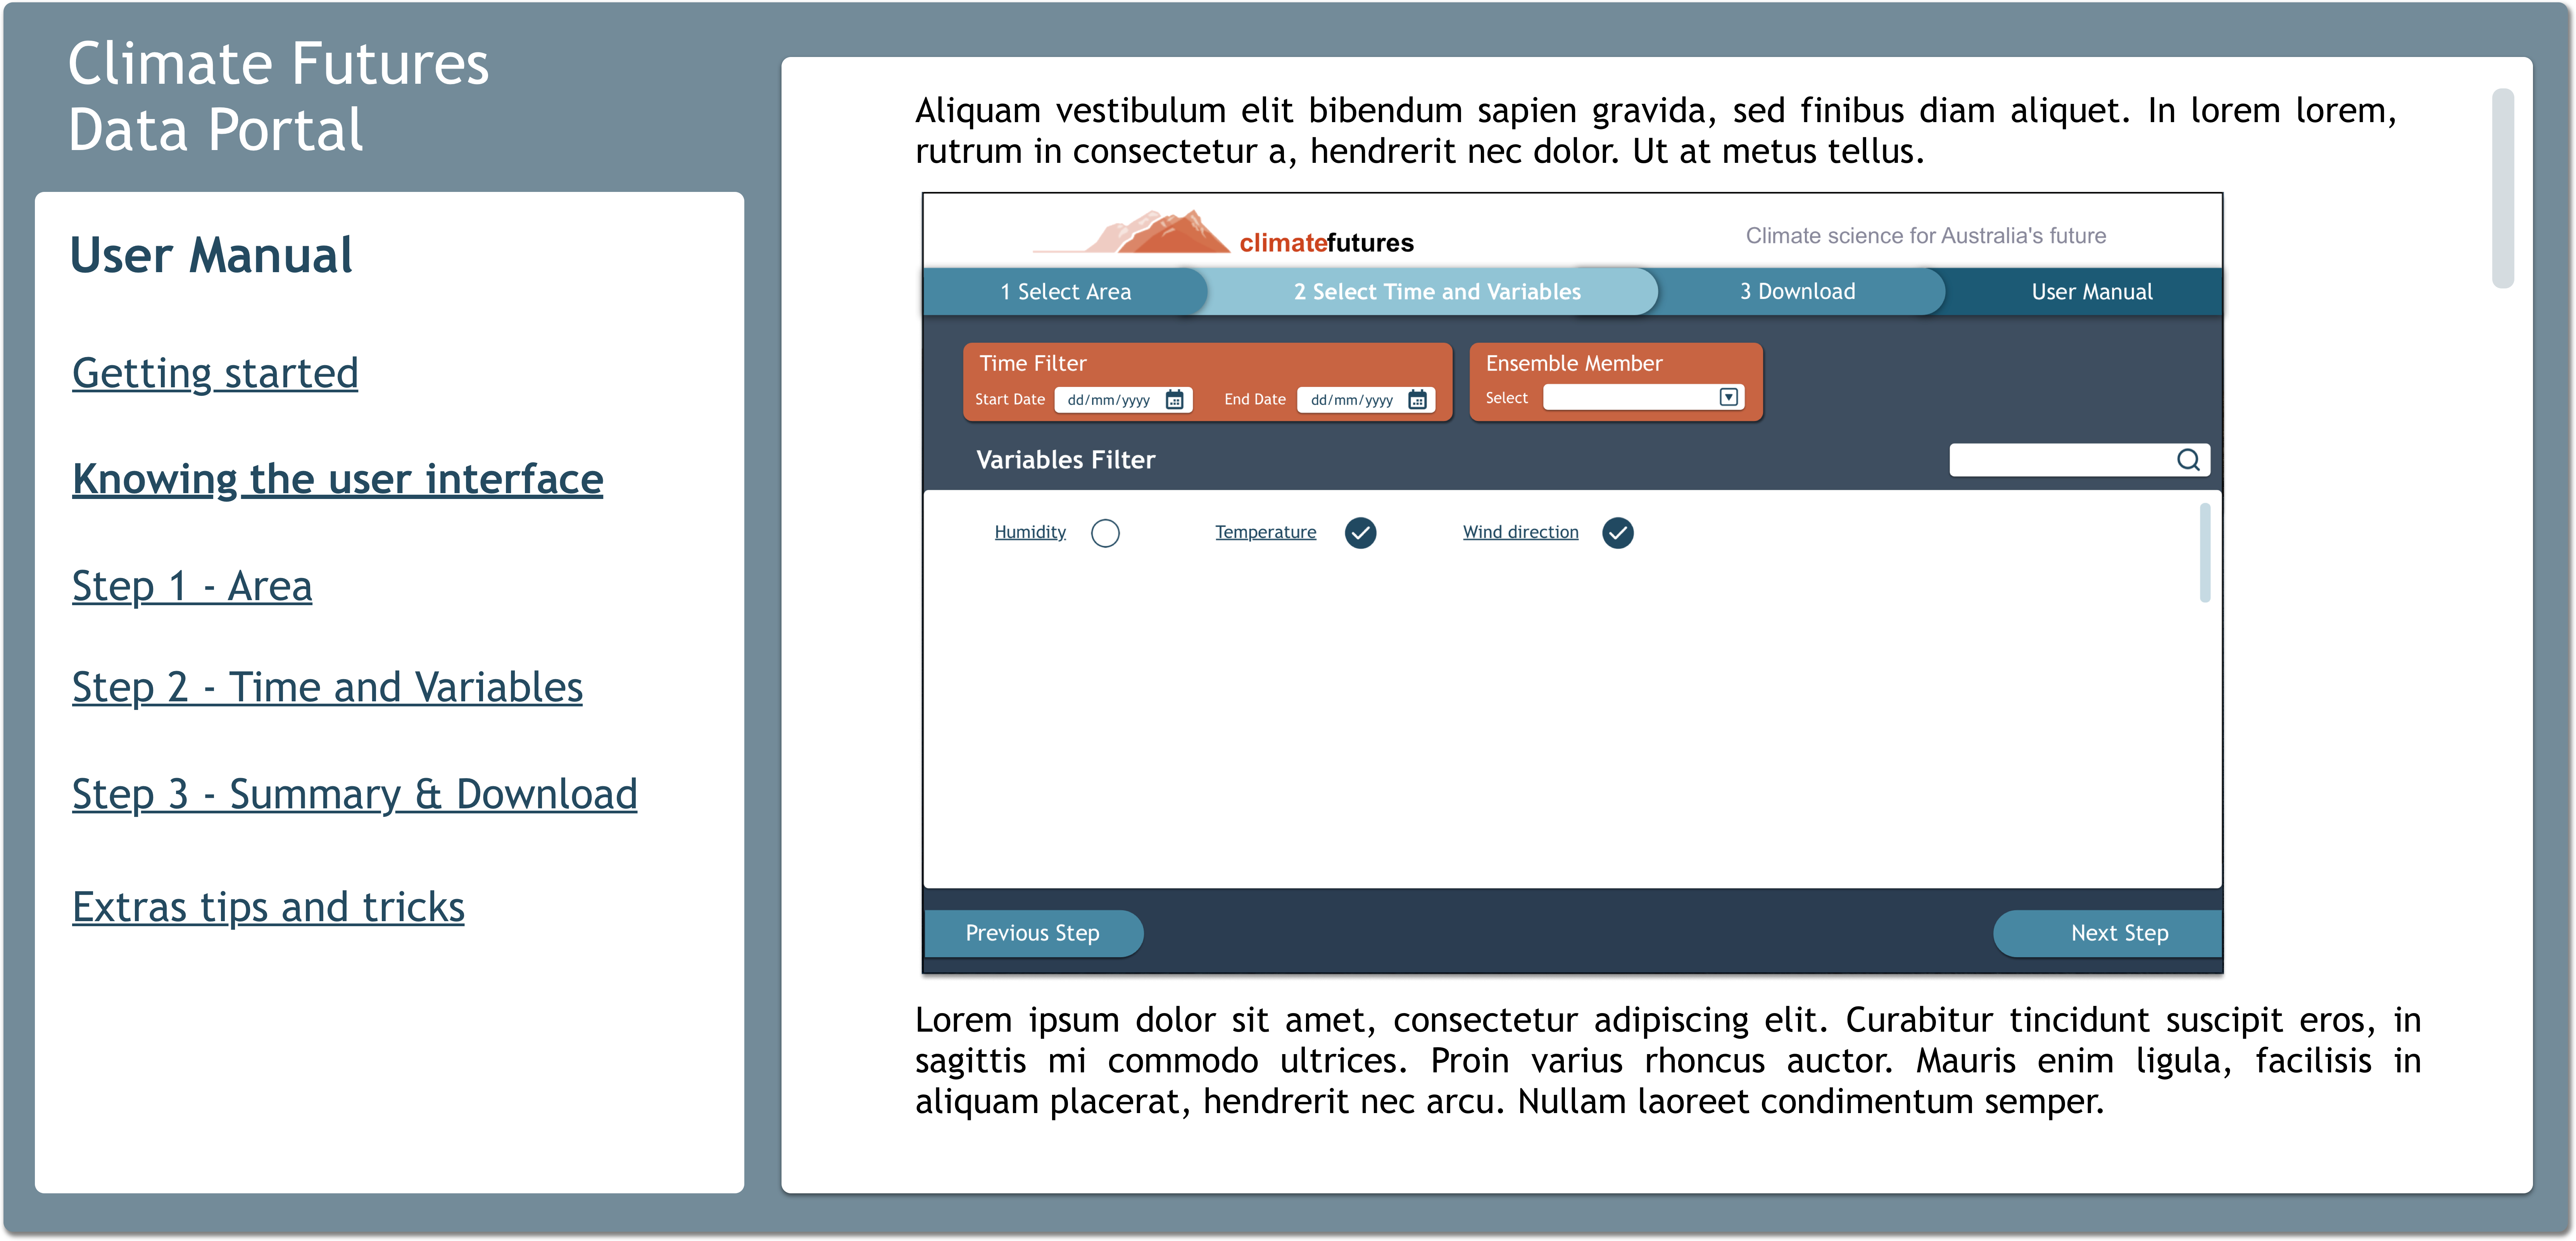 Climate Futures
Data Portal
User Manual
Getting started
Knowing the user interface
Step 1 - Area
Step 2 - Time and Variables
Step 3 - Summary & Download
Extras tips and tricks
Aliquam vestibulum elit bibendum sapien gravida, sed finibus diam aliquet. In lorem lorem,
rutrum in consectetur a, hendrerit nec dolor. Ut at metus tellus.
climatefutures
Climate science for Australia's future
1 Select Area
2 Select Time and Variables
3 Download
User Manual
Time Filter
Start Date dd/mm/yyyy End Date dd/mm/yyyy
Ensemble Member
Select
Variables Filter
Humidity Temperature Wind direction
Previous Step
Next Step
Lorem ipsum dolor sit amet, consectetur adipiscing elit. Curabitur tincidunt suscipit eros, in
sagittis mi commodo ultrices. Proin varius rhoncus auctor. Mauris enim ligula, facilisis in
aliquam placerat, hendrerit nec arcu. Nullam laoreet condimentum semper.